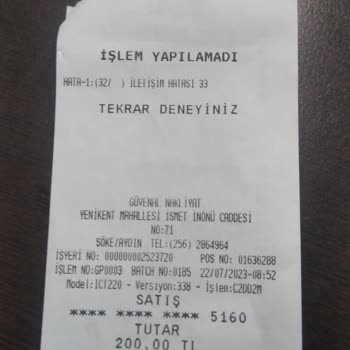 İŞLEM YAPILAMADI
HATA-1:(32/ ) İLETİŞİM HATASI 33
TEKRAR DENEYİNİZ
GÜVENAL NAKLİYAT
YENİKENT MAHALLESİ İSMET İNÖNÜ CADDESİ
NO:71
SÖKE/AYDIN TEL:(256) 2864964
İŞYERİ NO: 000000002523720 POS NO: 01636288
İŞLEM NO:GP0003 BATCH NO:0185 22/07/2023-08:52
Model:iCT220 - Versiyon:338 - İşlen:C2DD2M
SATIŞ
**** **** **** 5160
TUTAR
200,00 TL